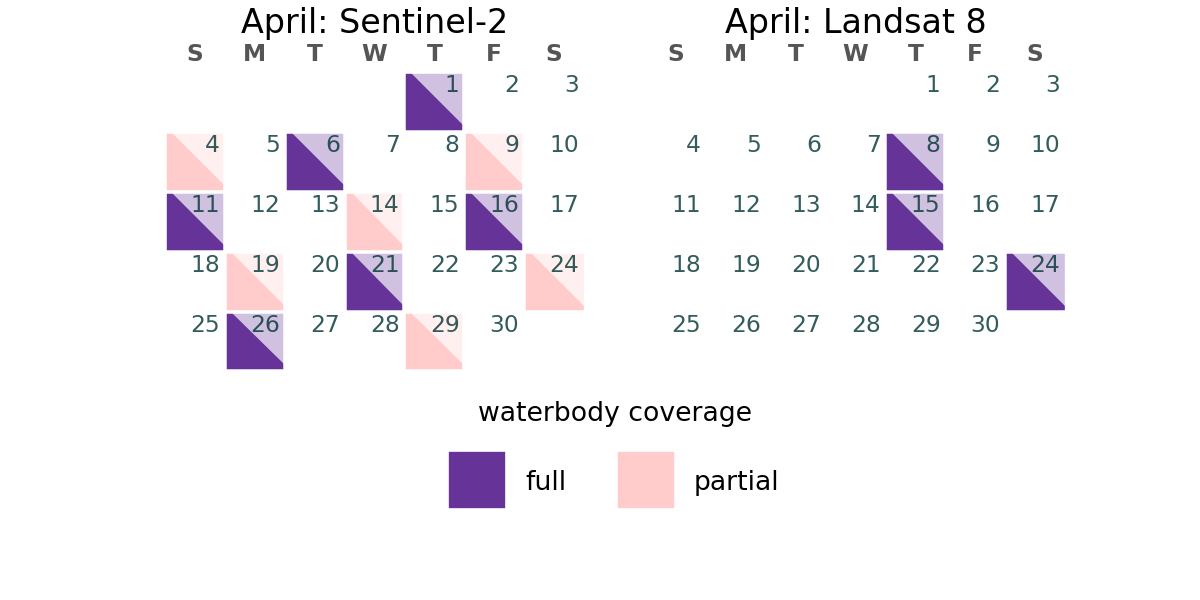 April: Sentinel-2
S M T W T F S
1 2 3
4 5 6 7 8 9 10
11 12 13 14 15 16 17
18 19 20 21 22 23 24
25 26 27 28 29 30
April: Landsat 8
S M T W T F S
1 2 3
4 5 6 7 8 9 10
11 12 13 14 15 16 17
18 19 20 21 22 23 24
25 26 27 28 29 30
waterbody coverage
full partial